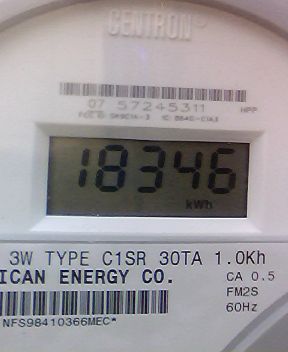 CENTRON
07 57245311 HPP
18346
kWh
3W TYPE C1SR 30TA 1.0Kh
ICAN ENERGY CO.
CA 0.5
FM2S
60Hz
NFS98410366MEC*